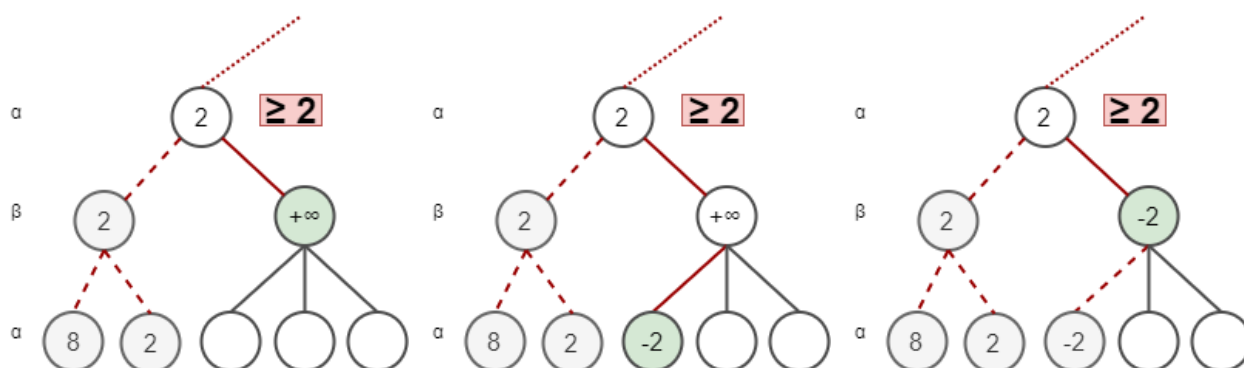 α 2 ≥ 2 α 2 ≥ 2 α 2 ≥ 2
β 2 +∞ β 2 +∞ β 2 -2
α 8 2 α 8 2 -2 α 8 2 -2